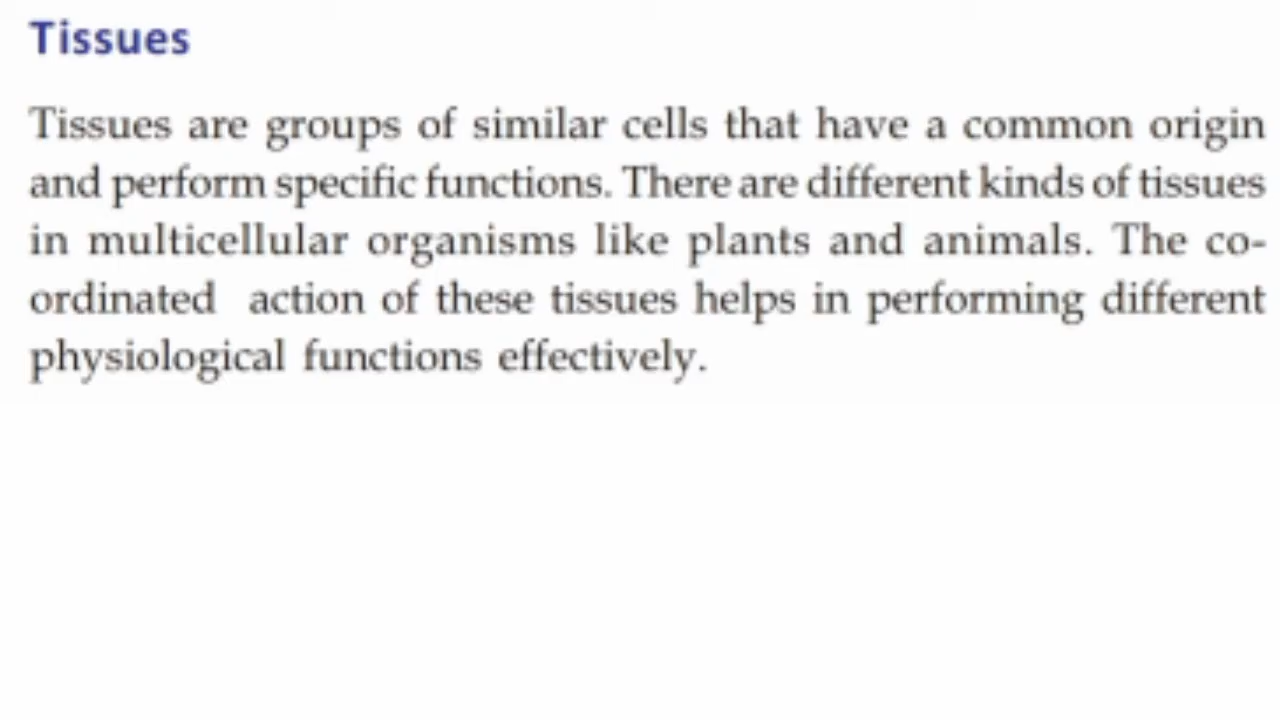 Tissues
Tissues are groups of similar cells that have a common origin
and perform specific functions. There are different kinds of tissues
in multicellular organisms like plants and animals. The co-
ordinated action of these tissues helps in performing different
physiological functions effectively.